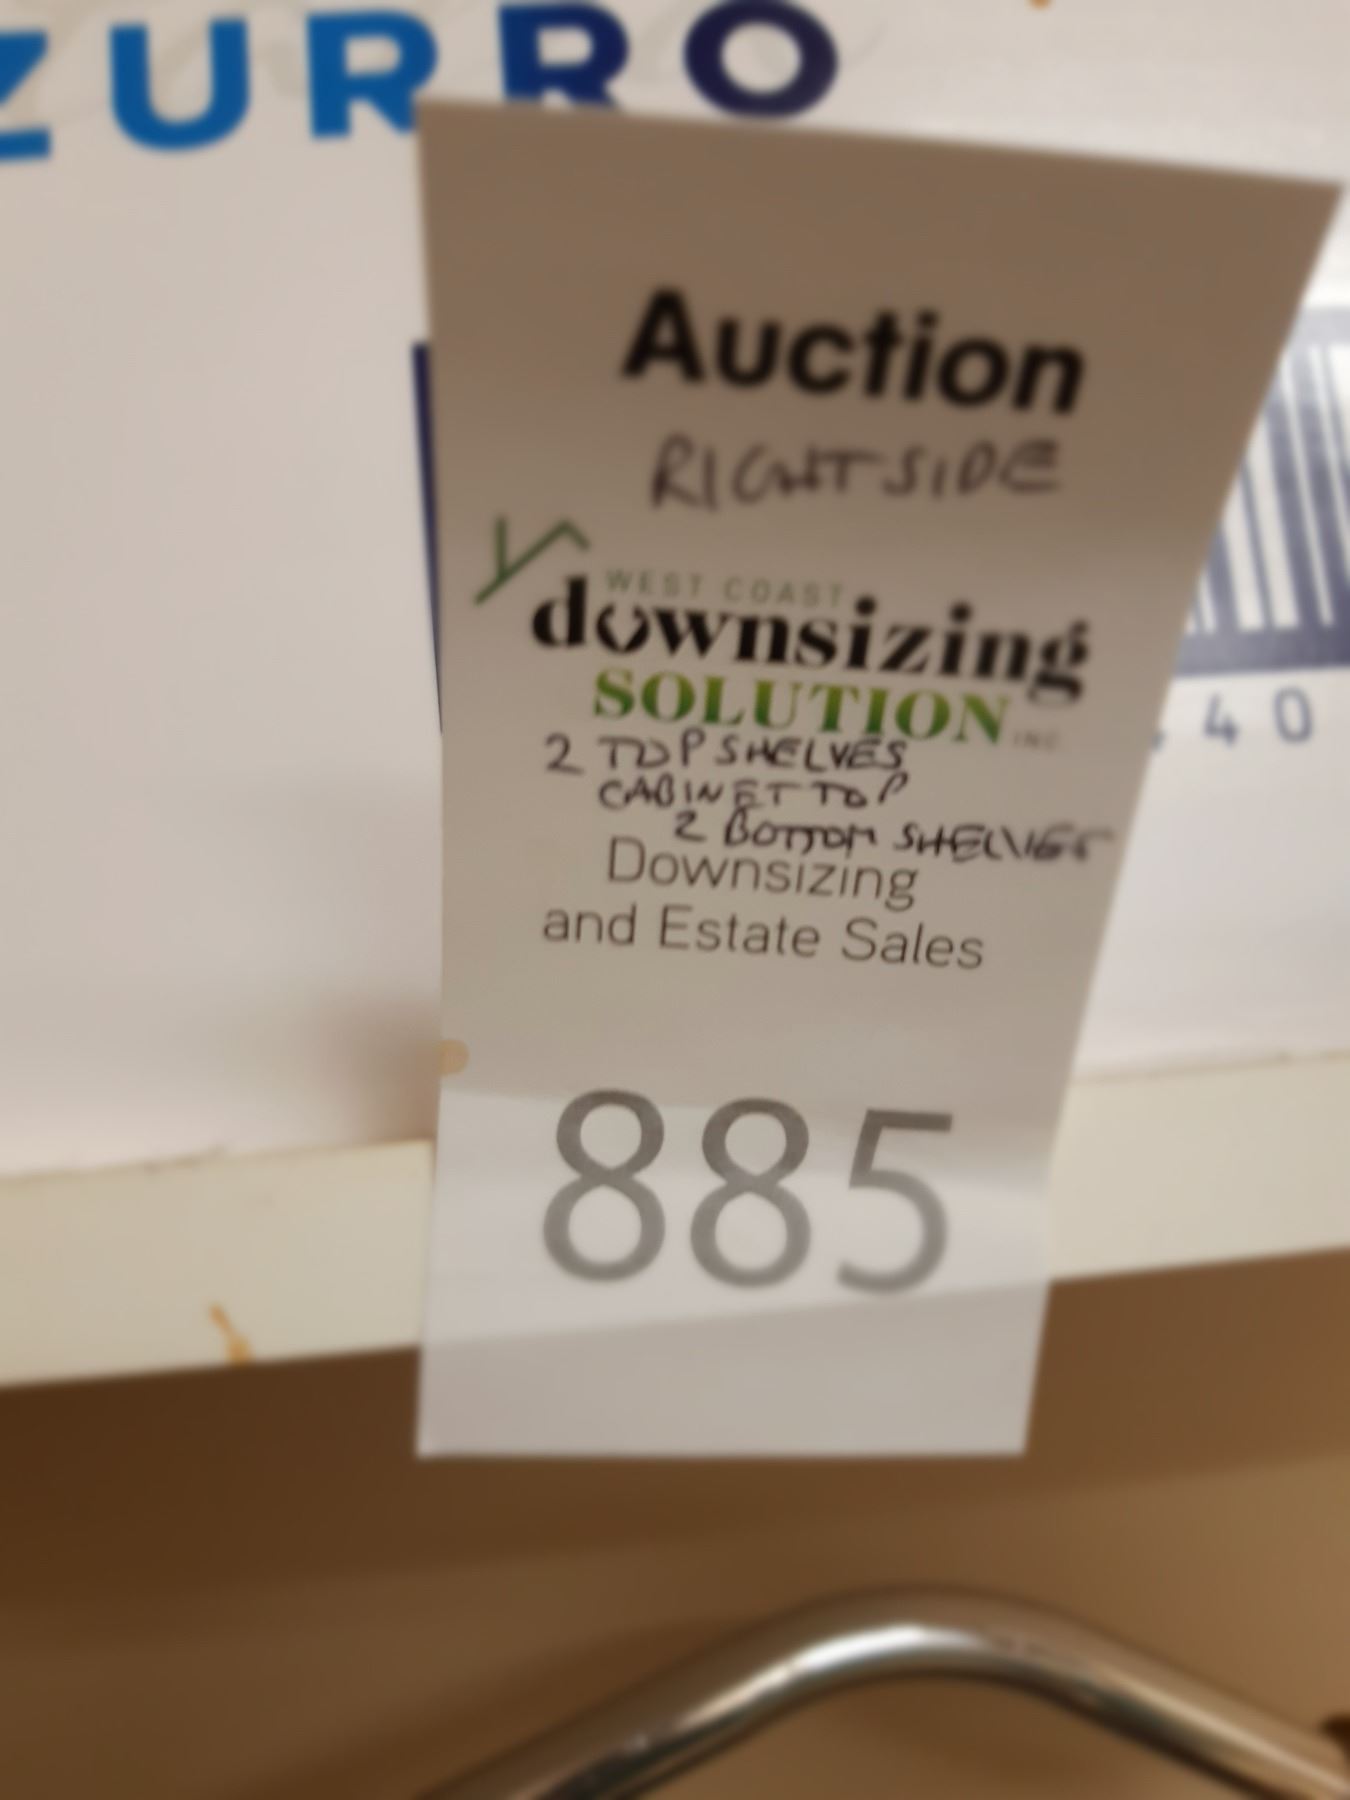 ZURRO
Auction
RIGHT SIDE
WEST COAST
downsizing
SOLUTION INC.
2 TOP SHELVES
CABINET TOP
2 BOTTOM SHELVES
Downsizing
and Estate Sales
40
885